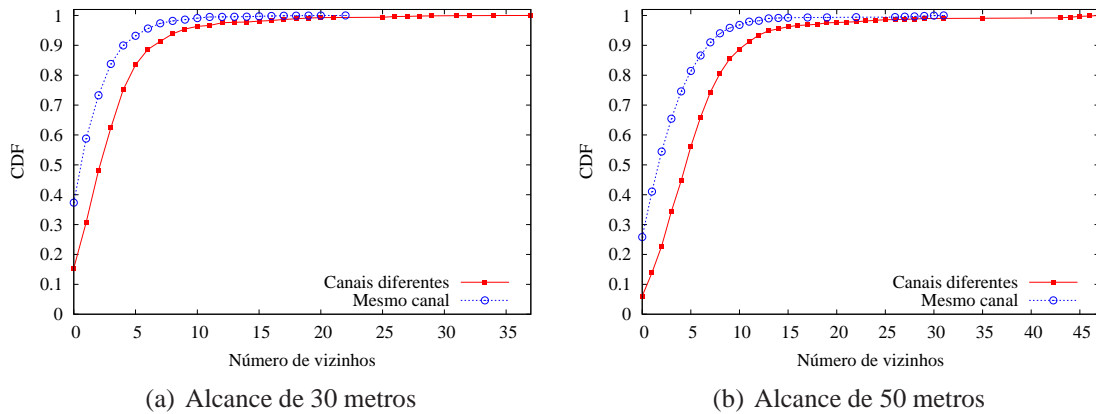 1
0.9
0.8
0.7
0.6
0.5
0.4
0.3
0.2
0.1
0
CDF
0 5 10 15 20 25 30 35
Número de vizinhos
Canais diferentes
Mesmo canal
(a) Alcance de 30 metros
1
0.9
0.8
0.7
0.6
0.5
0.4
0.3
0.2
0.1
0
CDF
0 5 10 15 20 25 30 35 40 45
Número de vizinhos
Canais diferentes
Mesmo canal
(b) Alcance de 50 metros